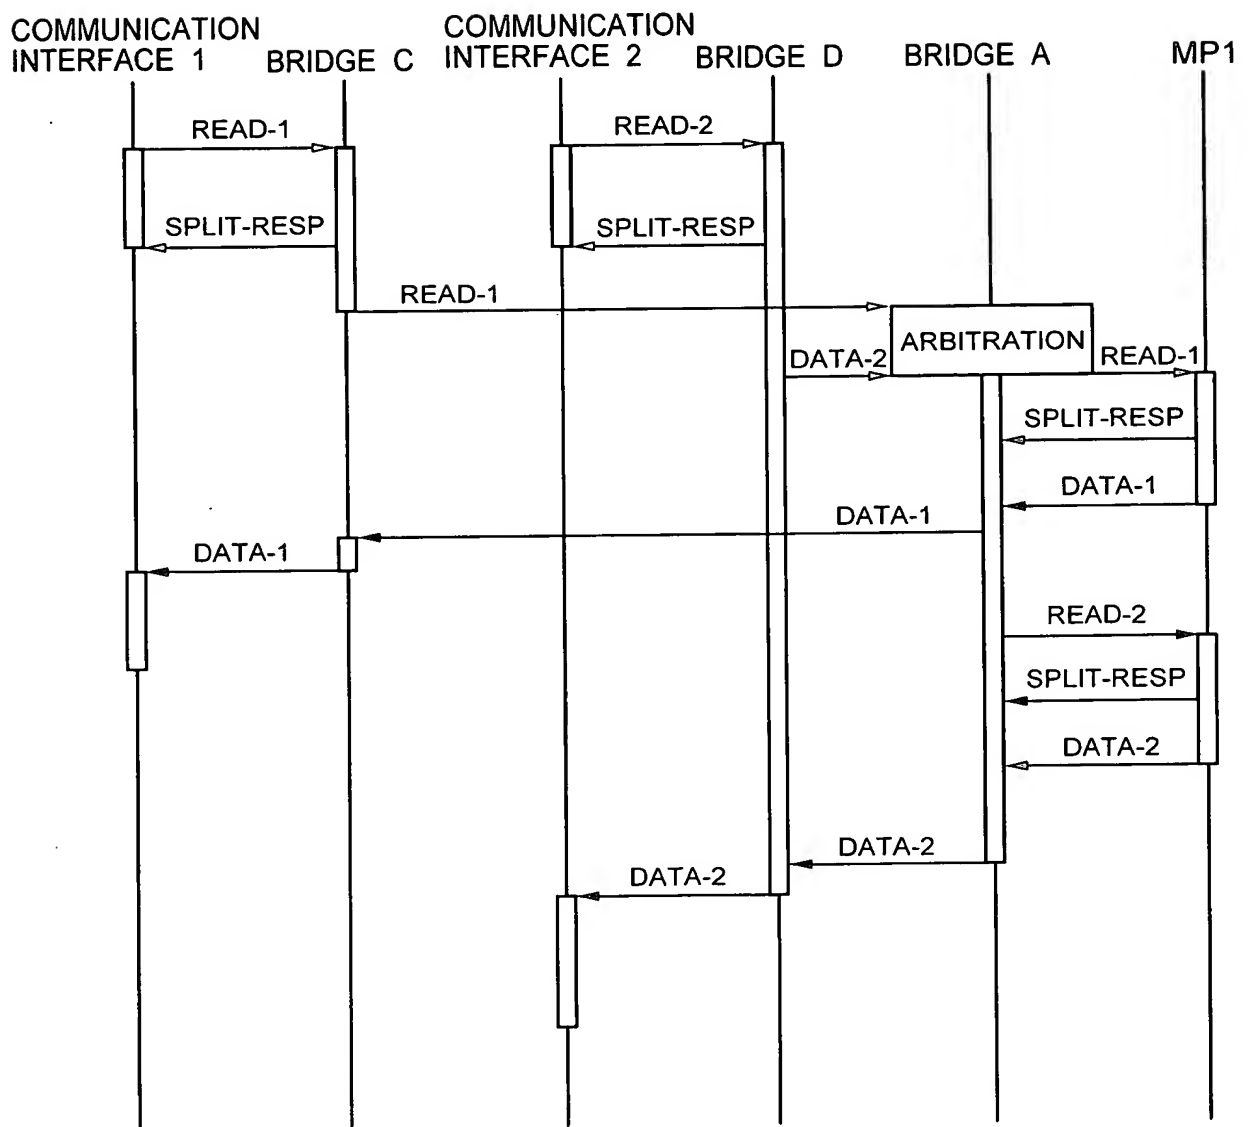 COMMUNICATION
INTERFACE 1
BRIDGE C
COMMUNICATION
INTERFACE 2
BRIDGE D
BRIDGE A
MP1
READ-1
READ-2
SPLIT-RESP
SPLIT-RESP
READ-1
ARBITRATION
DATA-2
READ-1
SPLIT-RESP
DATA-1
DATA-1
DATA-1
READ-2
SPLIT-RESP
DATA-2
DATA-2
DATA-2